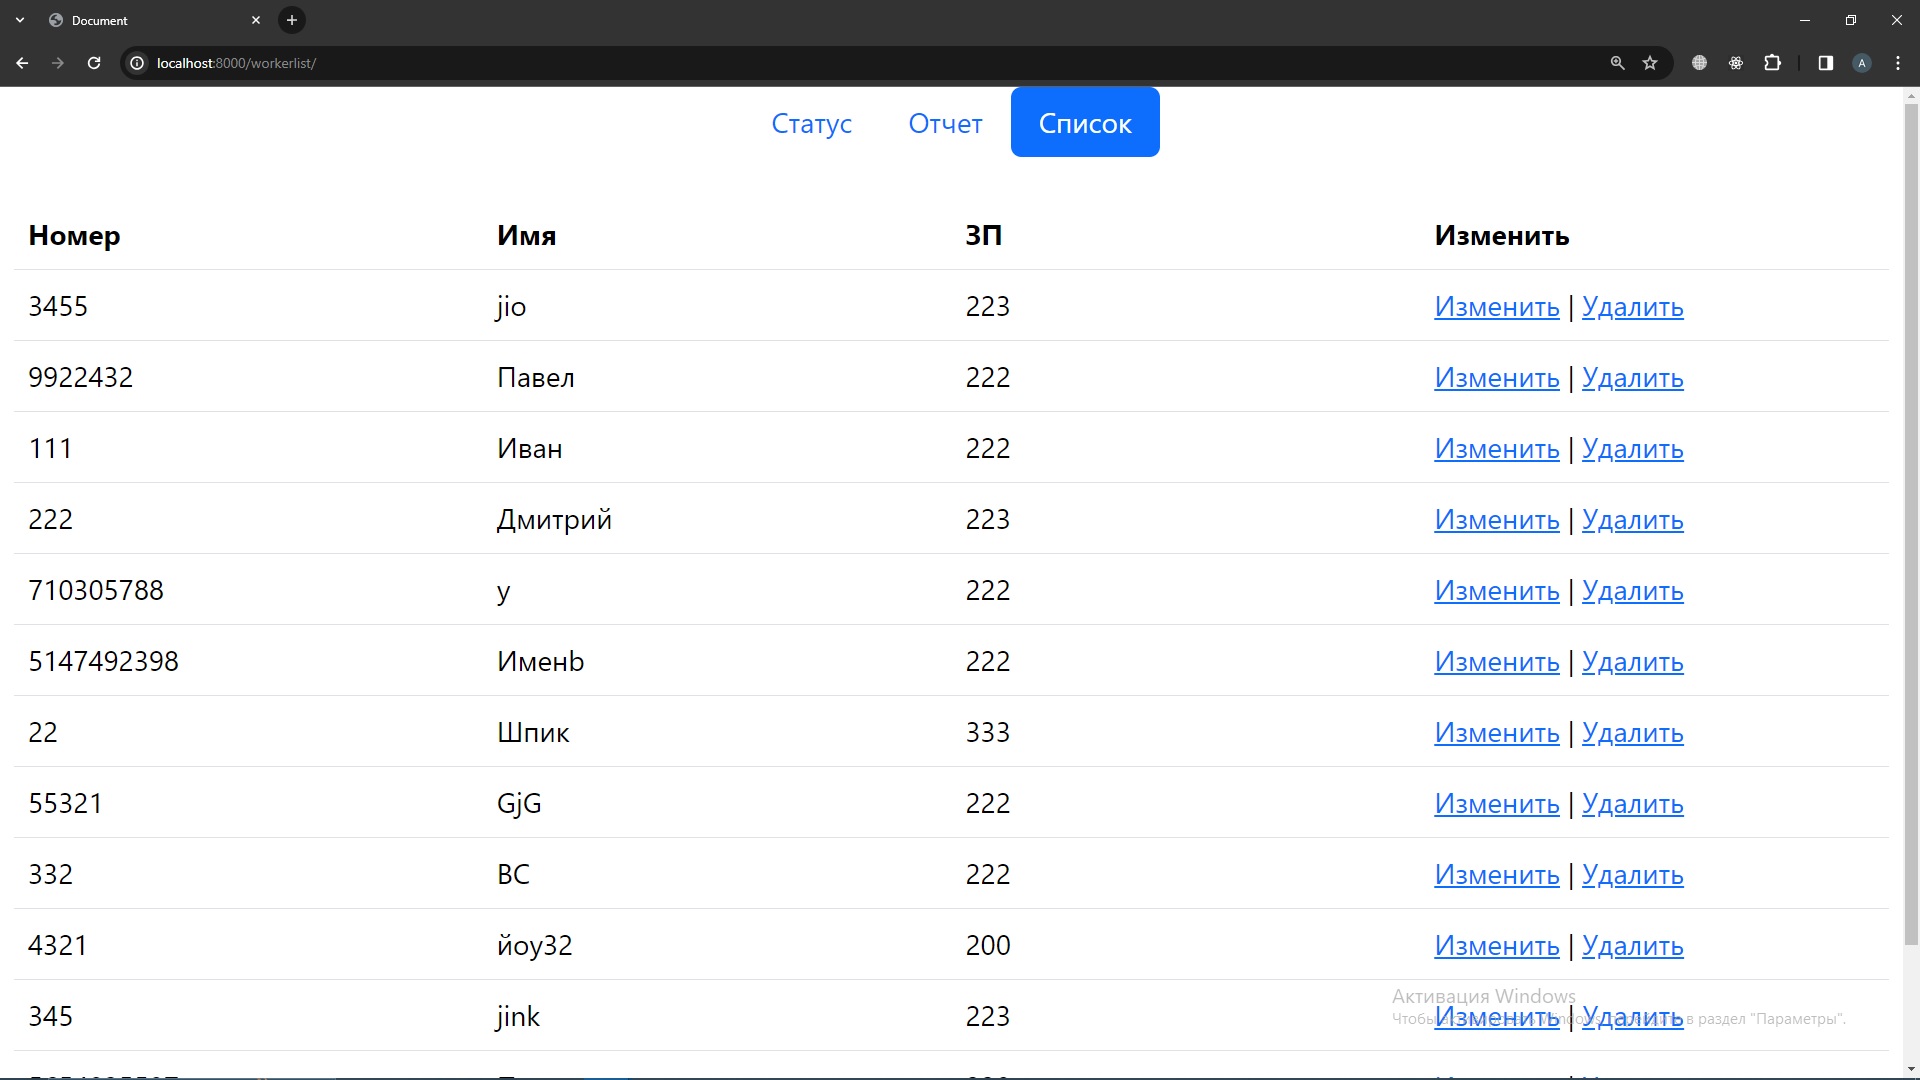 Document
localhost:8000/workerlist/
A
Статус Отчет Список
Номер Имя ЗП Изменить
3455 jio 223 Изменить | Удалить
9922432 Павел 222 Изменить | Удалить
111 Иван 222 Изменить | Удалить
222 Дмитрий 223 Изменить | Удалить
710305788 у 222 Изменить | Удалить
5147492398 Именb 222 Изменить | Удалить
22 Шпик 333 Изменить | Удалить
55321 GjG 222 Изменить | Удалить
332 ВС 222 Изменить | Удалить
4321 йоу32 200 Изменить | Удалить
Активация Windows
345 jink 223 Изменить | Удалить
Чтобы активировать Windows, перейдите в раздел "Параметры".